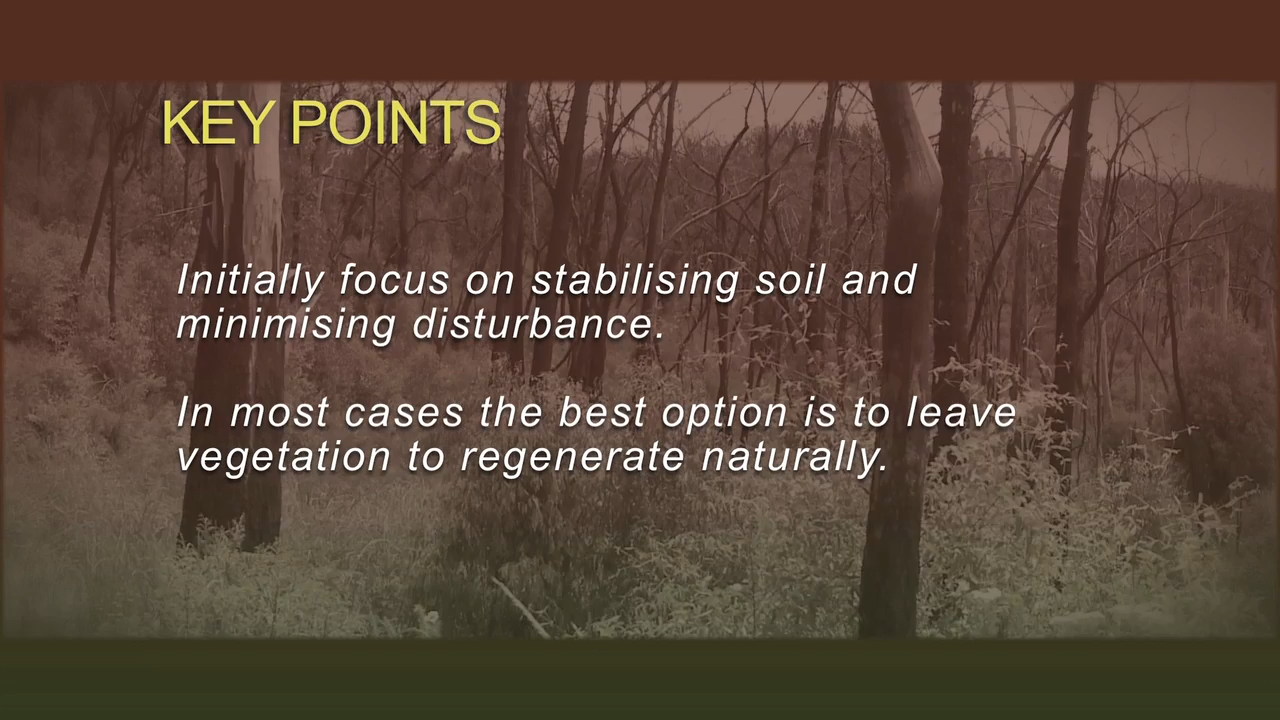 KEY POINTS
Initially focus on stabilising soil and
minimising disturbance.
In most cases the best option is to leave
vegetation to regenerate naturally.